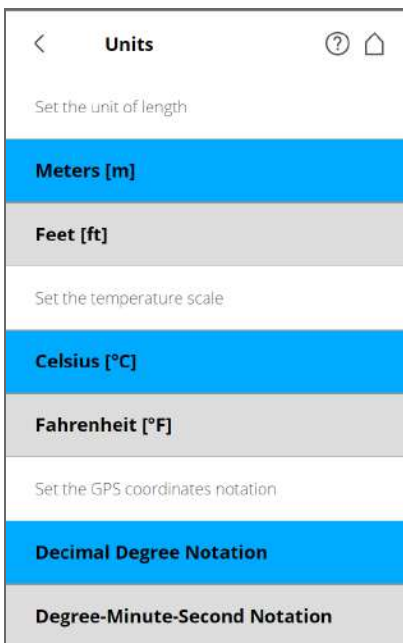 Units
Set the unit of length
Meters [m]
Feet [ft]
Set the temperature scale
Celsius [°C]
Fahrenheit [°F]
Set the GPS coordinates notation
Decimal Degree Notation
Degree-Minute-Second Notation